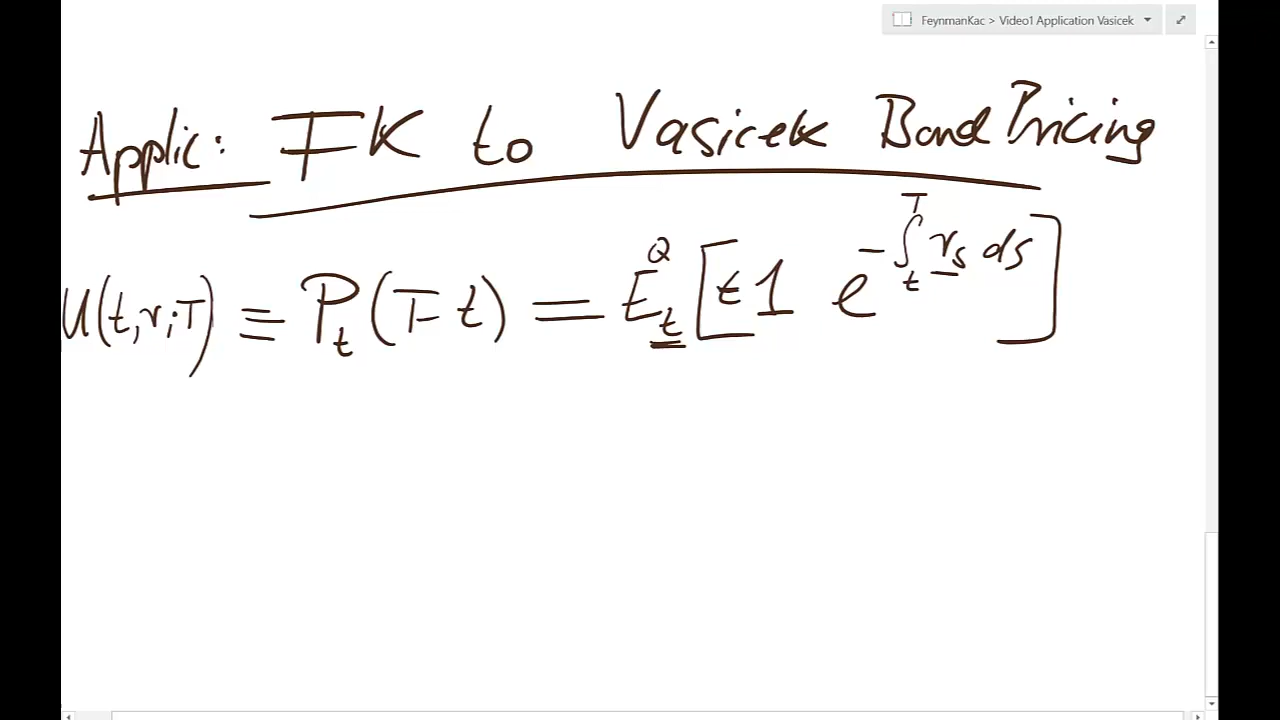 FeynmanKac > Video1 Application Vasicek
Applic: FK to Vasicek Bond Pricing
U(t,r;T) ≡ P_t(T-t) = E_t^Q [€1 e^{-∫_t^T r_s ds}]